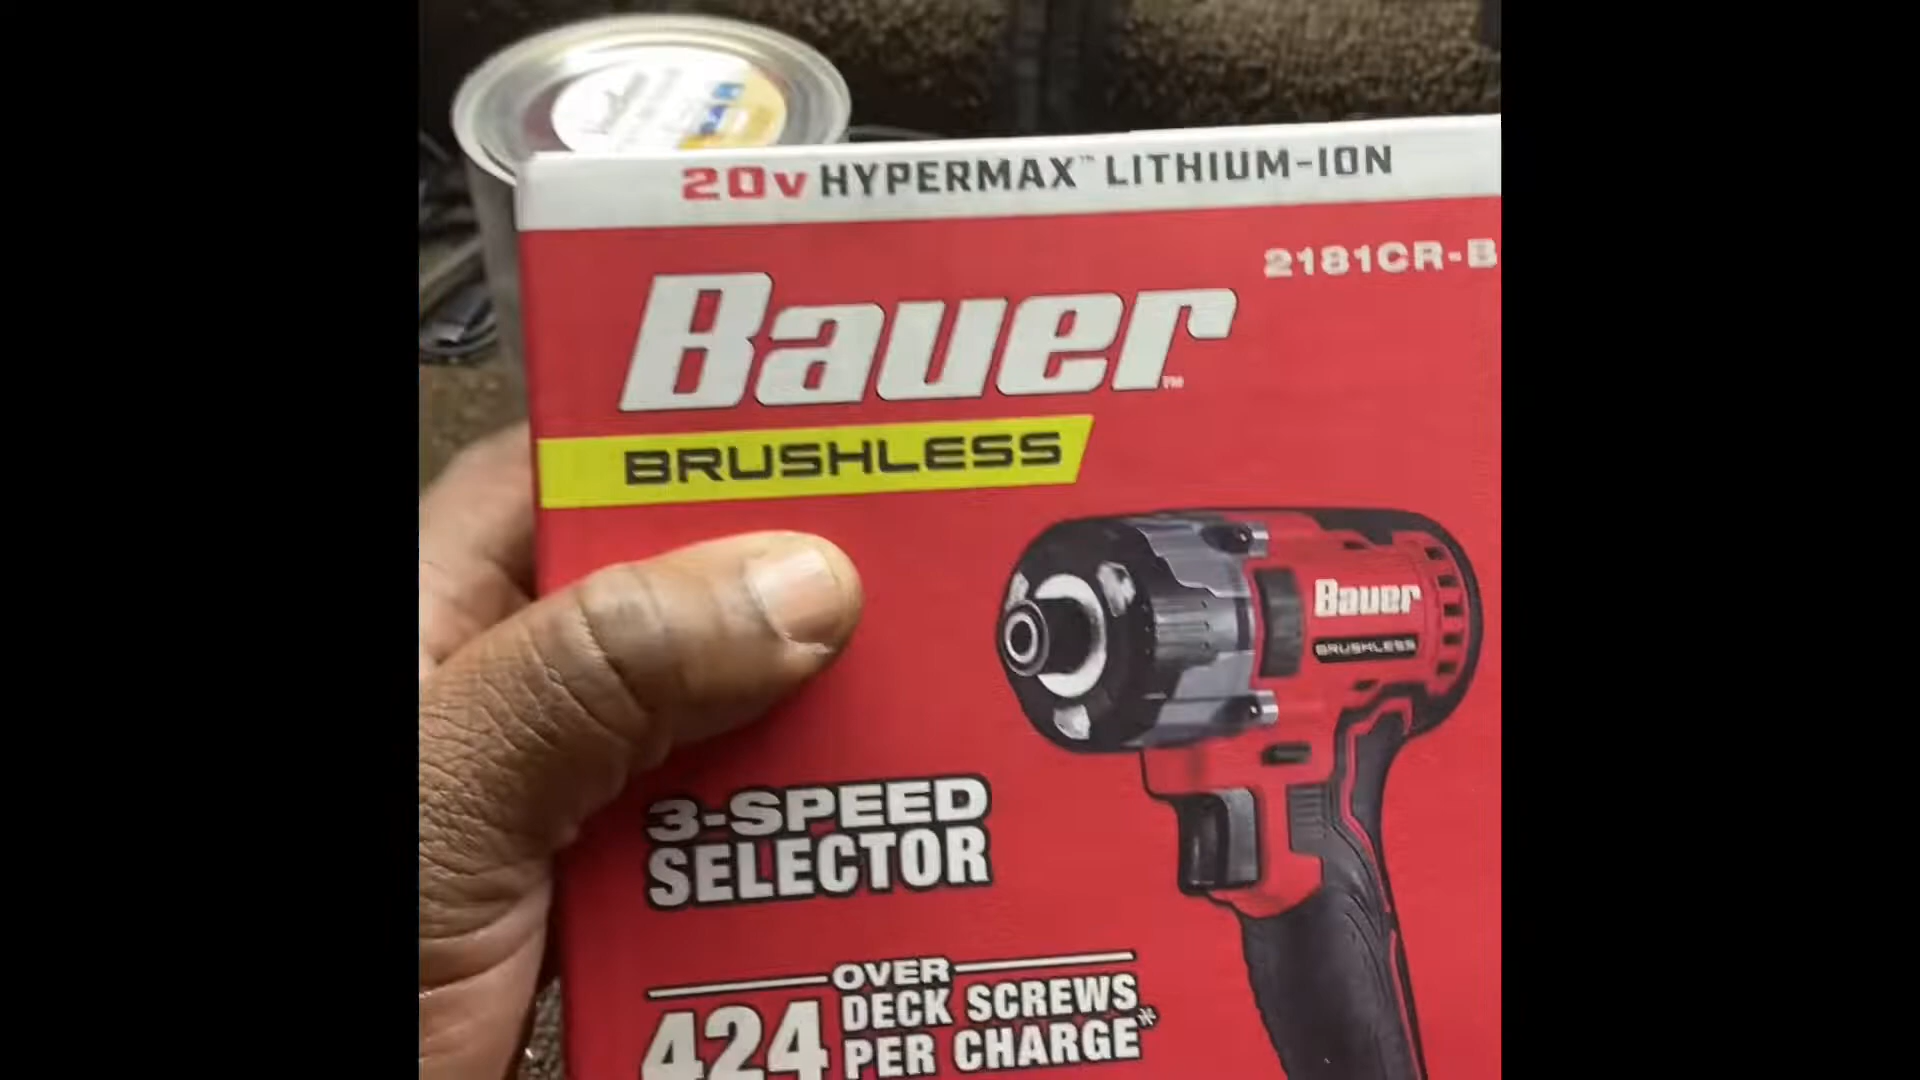 20v HYPERMAX™ LITHIUM-ION
2181CR-B
Bauer™
BRUSHLESS
Bauer
BRUSHLESS
3-SPEED
SELECTOR
OVER
424 DECK SCREWS
PER CHARGE*